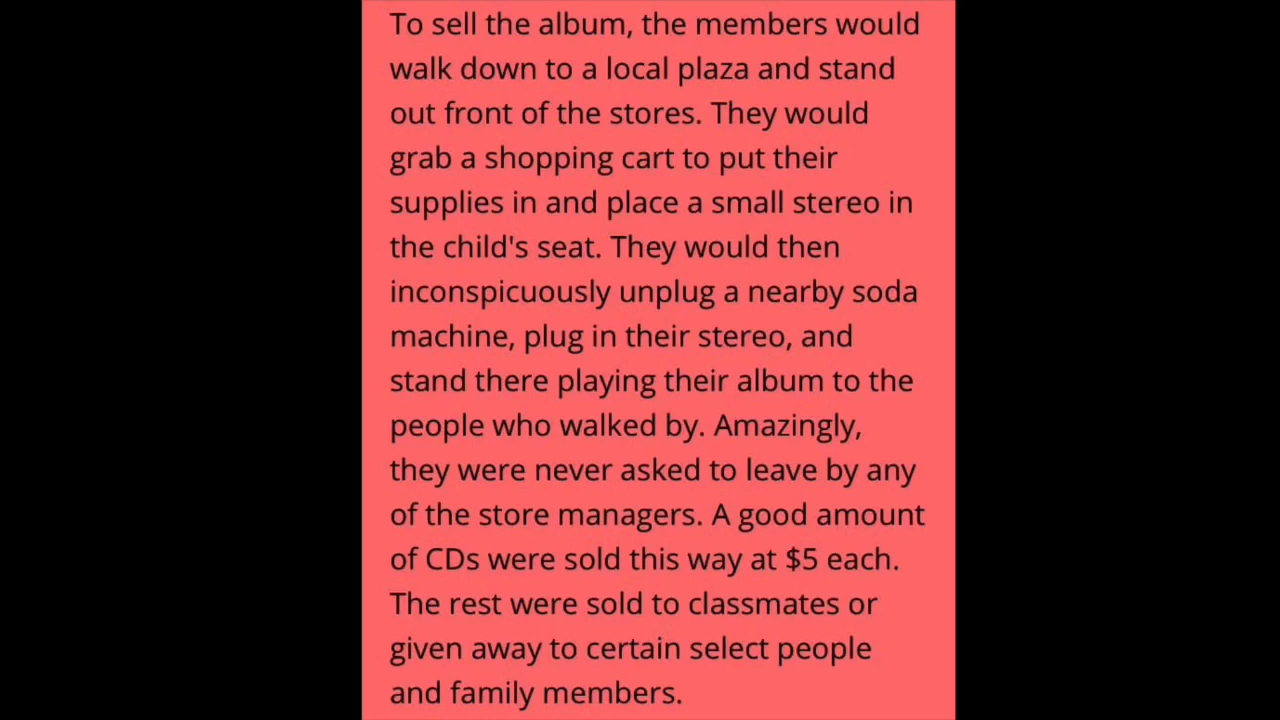 To sell the album, the members would
walk down to a local plaza and stand
out front of the stores. They would
grab a shopping cart to put their
supplies in and place a small stereo in
the child's seat. They would then
inconspicuously unplug a nearby soda
machine, plug in their stereo, and
stand there playing their album to the
people who walked by. Amazingly,
they were never asked to leave by any
of the store managers. A good amount
of CDs were sold this way at $5 each.
The rest were sold to classmates or
given away to certain select people
and family members.